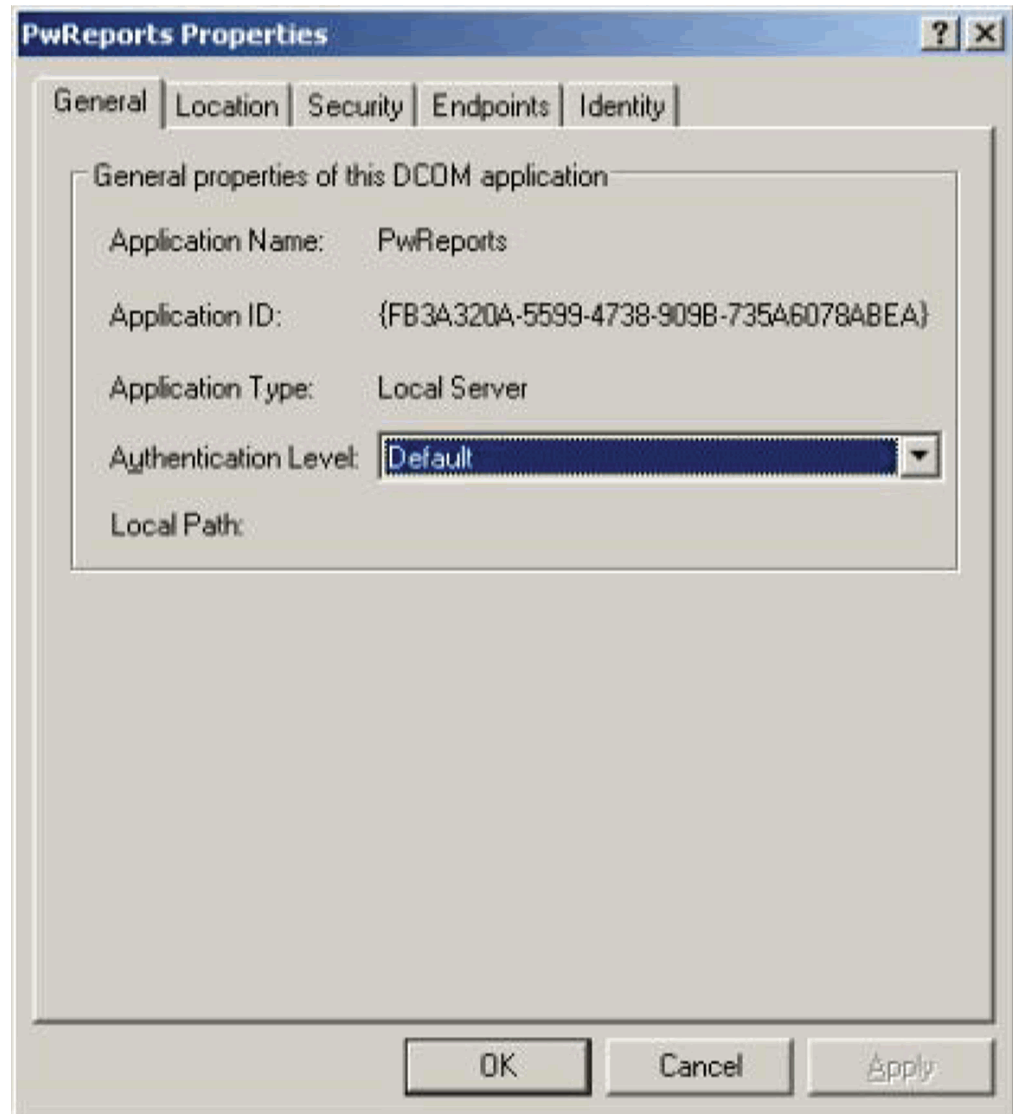 PwReports Properties
General Location Security Endpoints Identity
General properties of this DCOM application
Application Name: PwReports
Application ID: {FB3A320A-5599-4738-909B-735A6078ABEA}
Application Type: Local Server
Authentication Level: Default
Local Path:
OK Cancel Apply